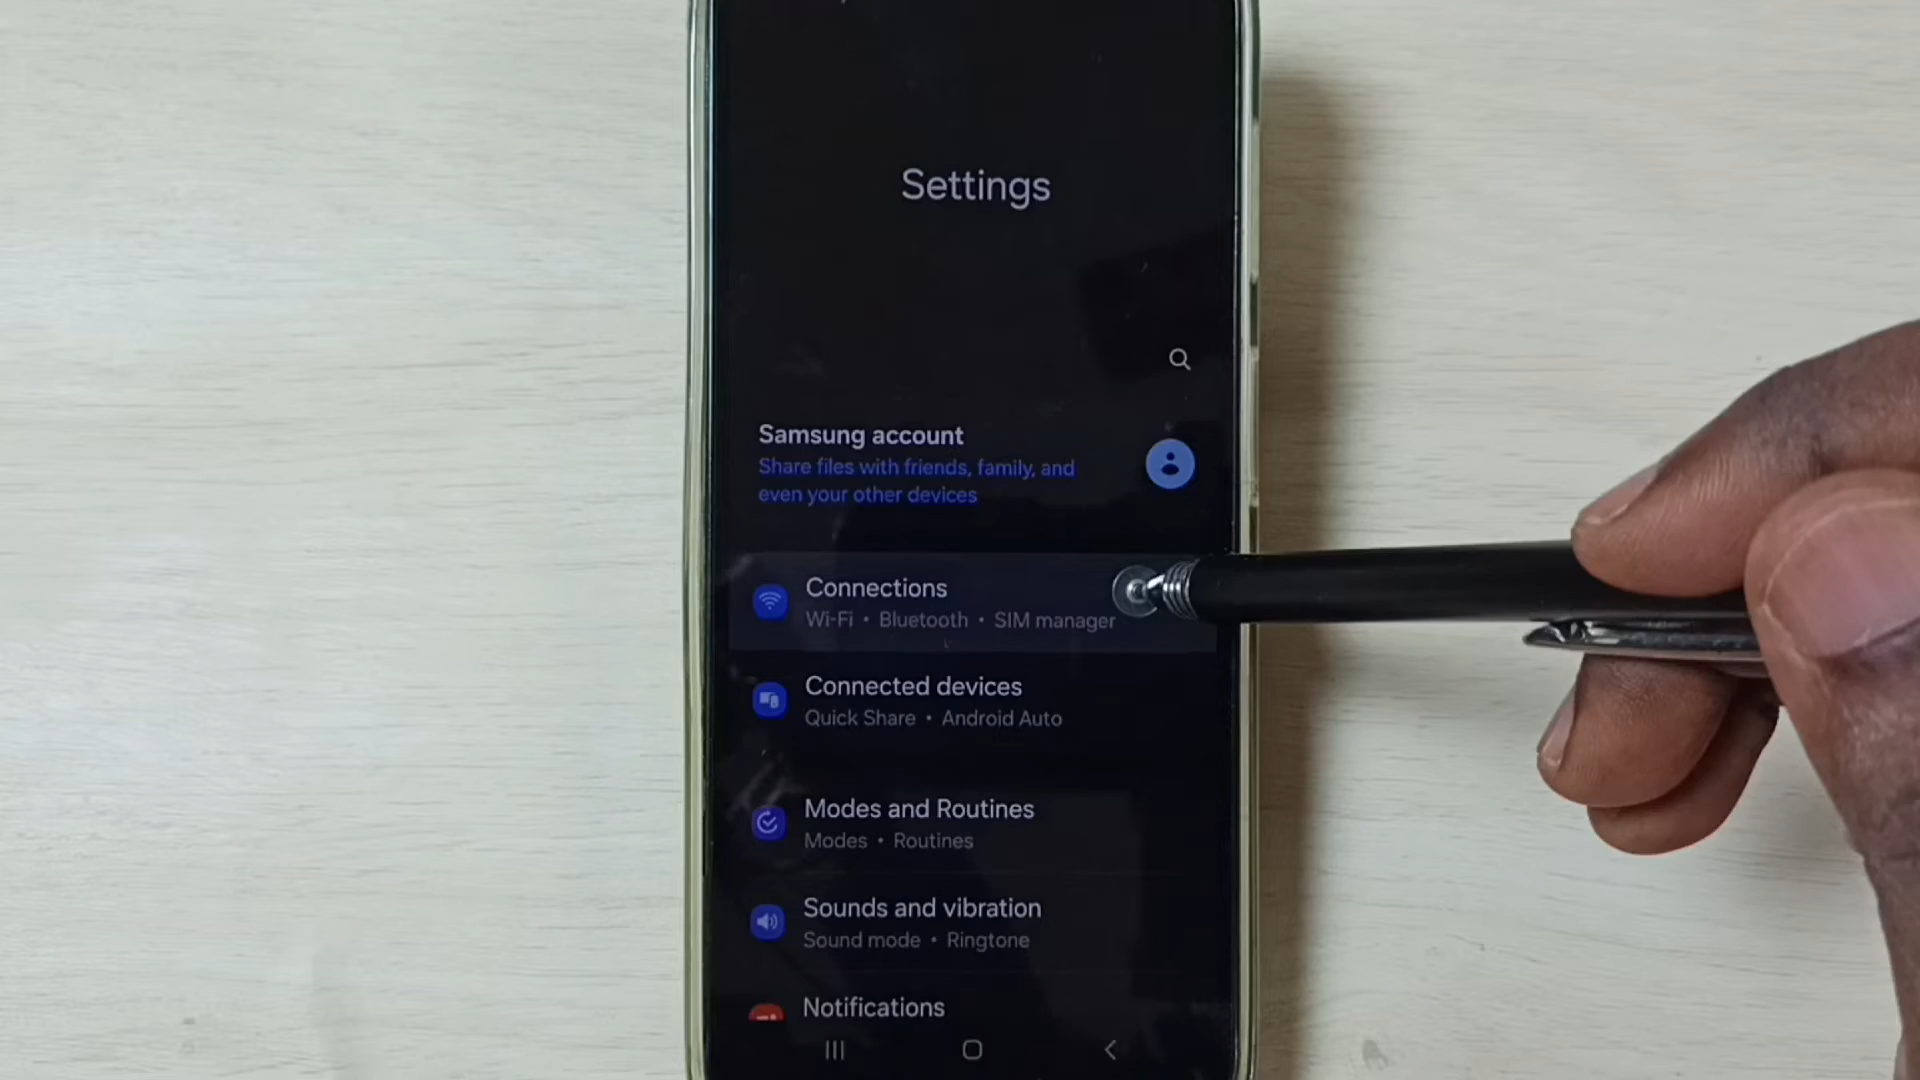 Settings
Samsung account
Share files with friends, family, and
even your other devices
Connections
Wi-Fi • Bluetooth • SIM manager
Connected devices
Quick Share • Android Auto
Modes and Routines
Modes • Routines
Sounds and vibration
Sound mode • Ringtone
Notifications